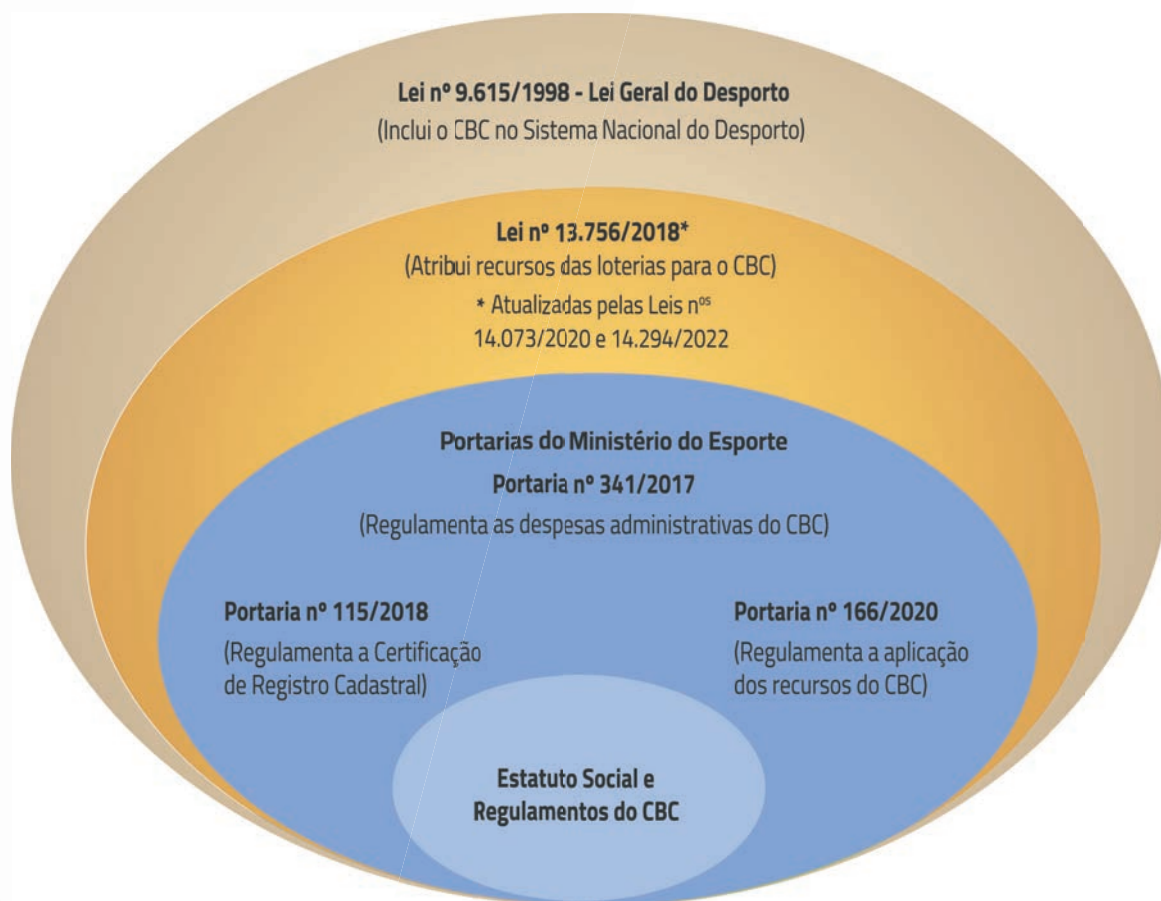 Lei nº 9.615/1998 - Lei Geral do Desporto
(Inclui o CBC no Sistema Nacional do Desporto)
Lei nº 13.756/2018*
(Atribui recursos das loterias para o CBC)
* Atualizadas pelas Leis nºs
14.073/2020 e 14.294/2022
Portarias do Ministério do Esporte
Portaria nº 341/2017
(Regulamenta as despesas administrativas do CBC)
Portaria nº 115/2018
(Regulamenta a Certificação
de Registro Cadastral)
Portaria nº 166/2020
(Regulamenta a aplicação
dos recursos do CBC)
Estatuto Social e
Regulamentos do CBC